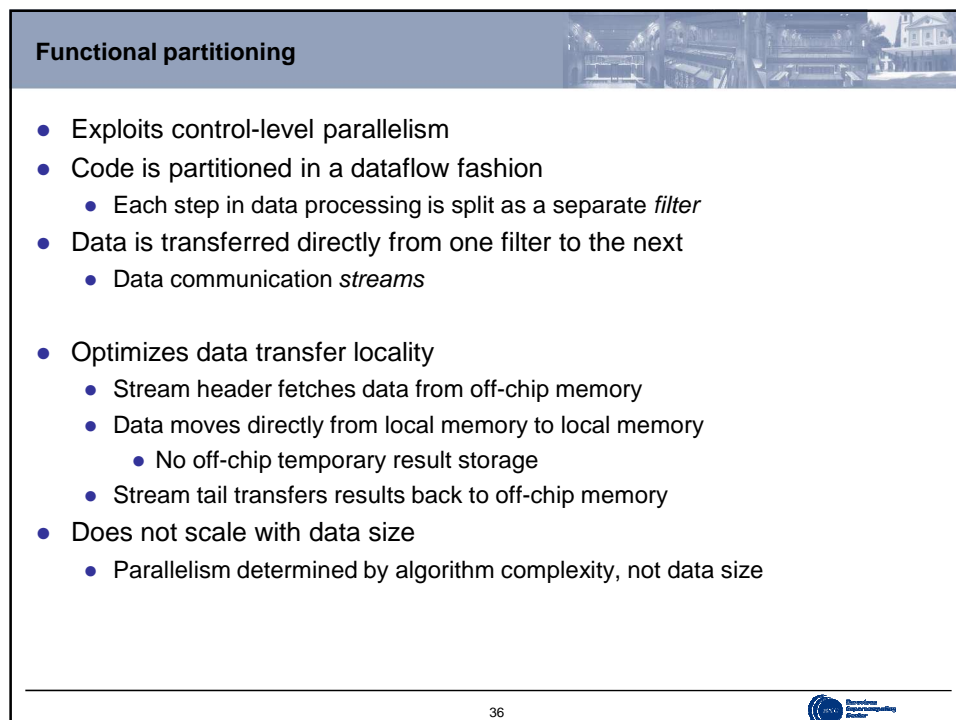 Functional partitioning
● Exploits control-level parallelism
● Code is partitioned in a dataflow fashion
● Each step in data processing is split as a separate filter
● Data is transferred directly from one filter to the next
● Data communication streams
● Optimizes data transfer locality
● Stream header fetches data from off-chip memory
● Data moves directly from local memory to local memory
● No off-chip temporary result storage
● Stream tail transfers results back to off-chip memory
● Does not scale with data size
● Parallelism determined by algorithm complexity, not data size
36
BSC
Barcelona
Supercomputing
Center